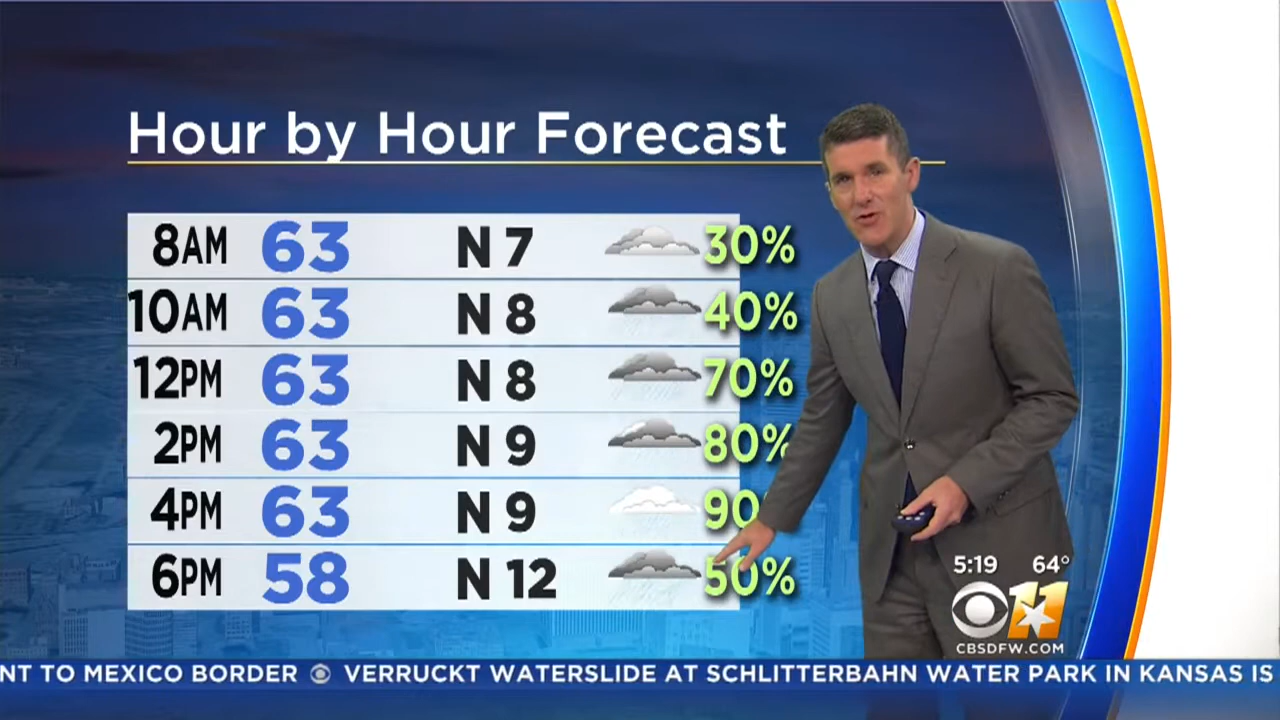 Hour by Hour Forecast
8AM 63 N 7 30%
10AM 63 N 8 40%
12PM 63 N 8 70%
2PM 63 N 9 80%
4PM 63 N 9 90
6PM 58 N 12 50%
5:19 64°
11
CBSDFW.COM
NT TO MEXICO BORDER VERRUCKT WATERSLIDE AT SCHLITTERBAHN WATER PARK IN KANSAS IS